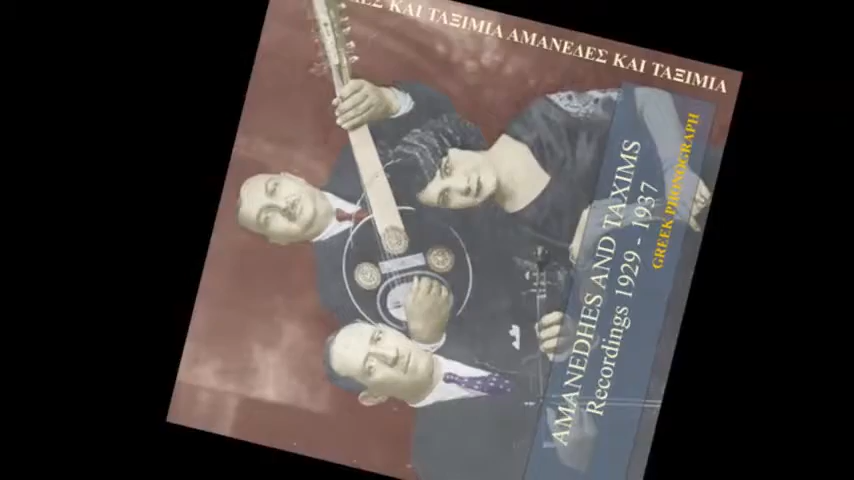 ΚΑΙ ΤΑΞΙΜΙΑ ΑΜΑΝΕΔΕΣ ΚΑΙ ΤΑΞΙΜΙΑ
GREEK PHONOGRAPH
AMANEDHES AND TAXIMS
Recordings 1929 - 1937